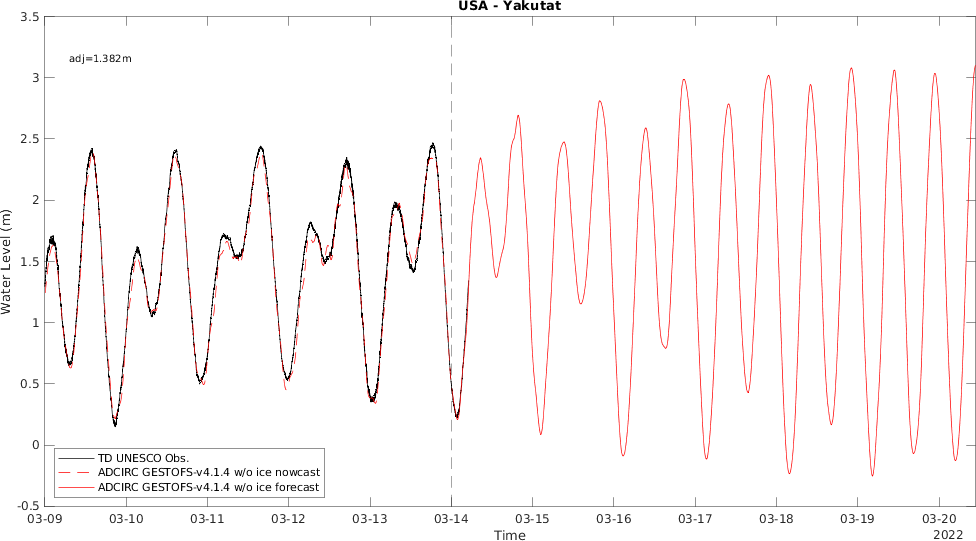 USA - Yakutat
3.5
adj=1.382m
3
2.5
2
1.5
1
0.5
0
-0.5
Water Level (m)
TD UNESCO Obs.
ADCIRC GESTOFS-v4.1.4 w/o ice nowcast
ADCIRC GESTOFS-v4.1.4 w/o ice forecast
03-09 03-10 03-11 03-12 03-13 03-14 03-15 03-16 03-17 03-18 03-19 03-20
Time
2022